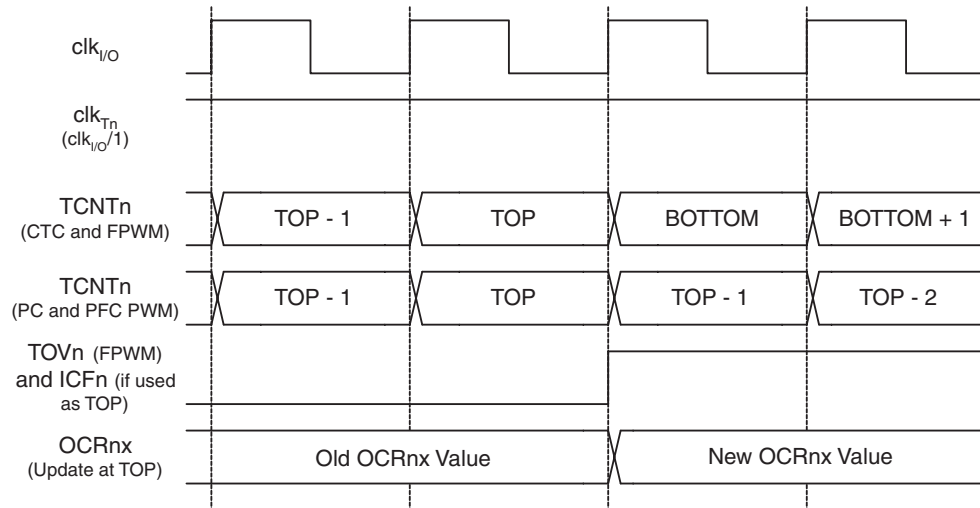 clkI/O
clkTn
(clkI/O/1)
TCNTn
(CTC and FPWM)
TOP - 1 TOP BOTTOM BOTTOM + 1
TCNTn
(PC and PFC PWM)
TOP - 1 TOP TOP - 1 TOP - 2
TOVn (FPWM)
and ICFn (if used
as TOP)
OCRnx
(Update at TOP)
Old OCRnx Value New OCRnx Value